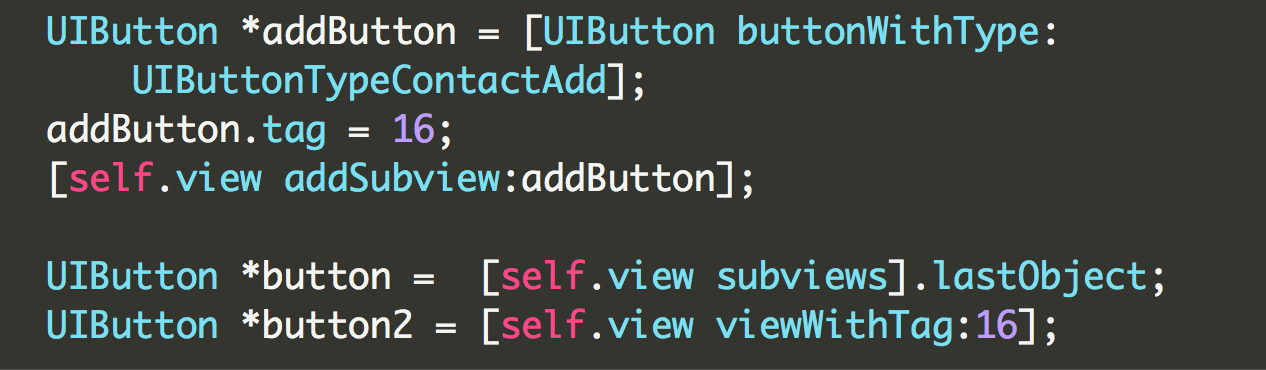 UIButton *addButton = [UIButton buttonWithType:
    UIButtonTypeContactAdd];
addButton.tag = 16;
[self.view addSubview:addButton];

UIButton *button =  [self.view subviews].lastObject;
UIButton *button2 = [self.view viewWithTag:16];